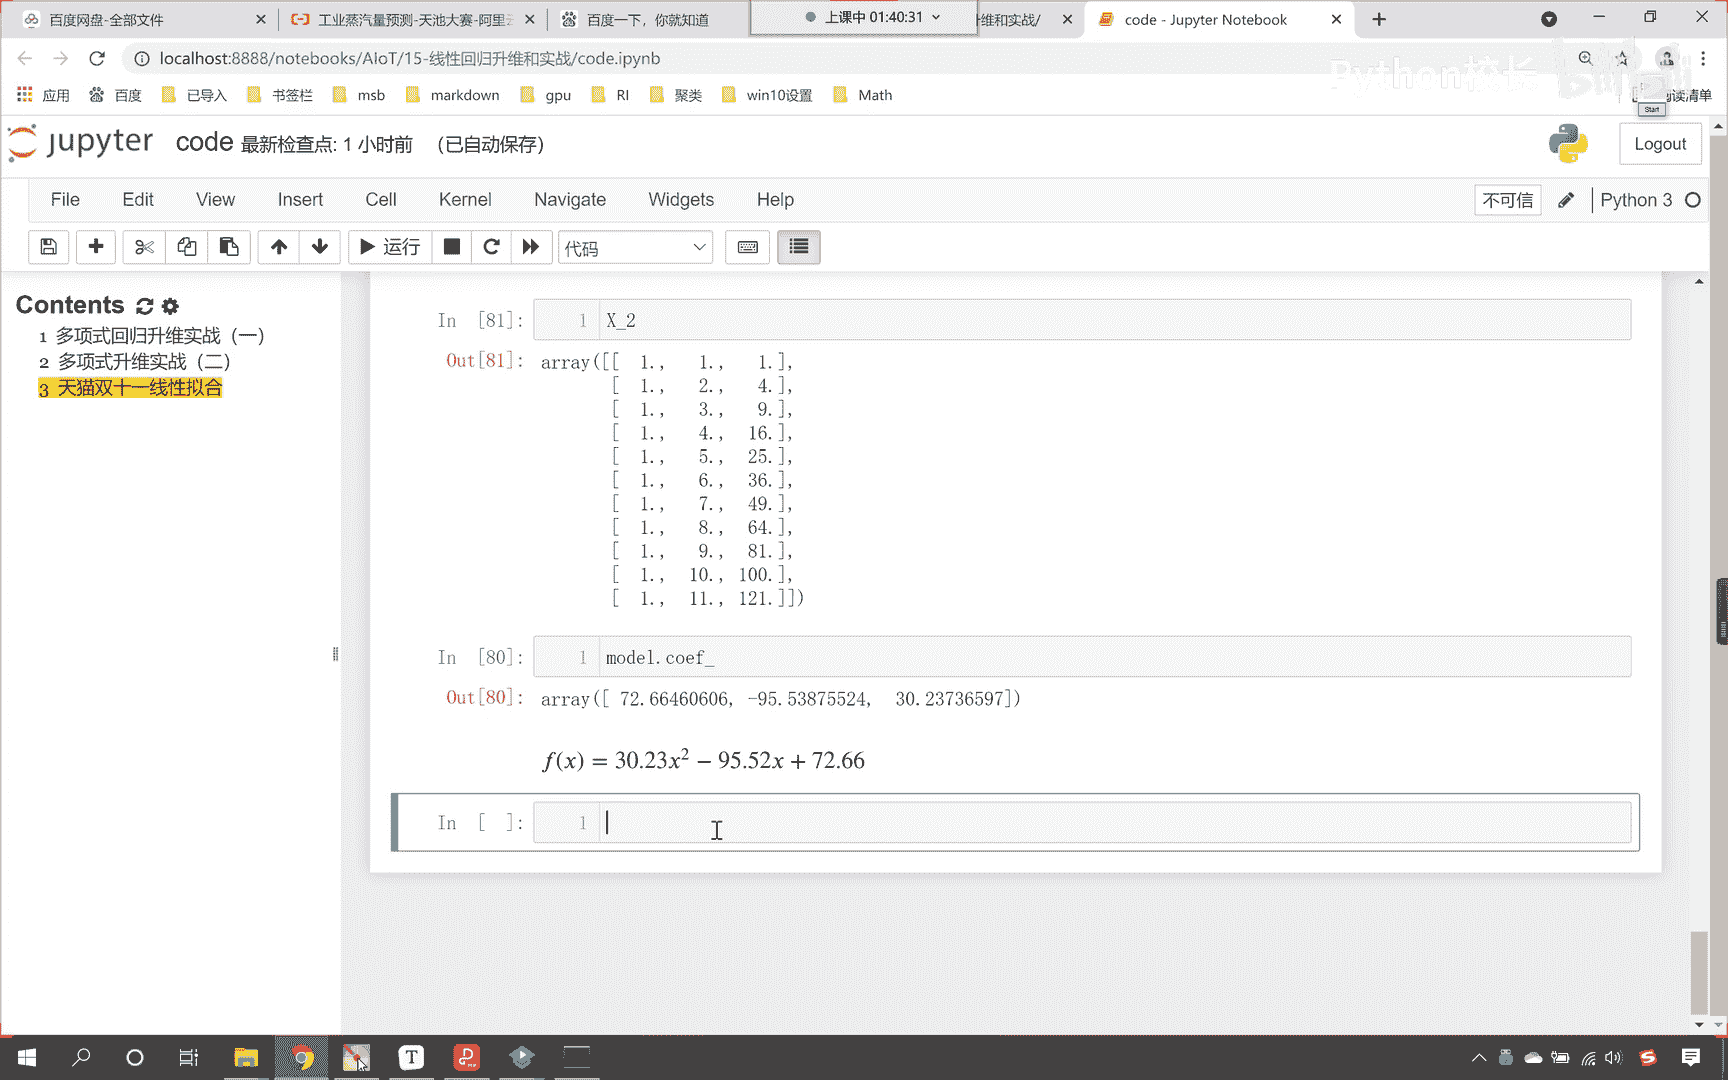 百度网盘-全部文件
工业蒸汽量预测-天池大赛-阿里云
百度一下，你就知道
上课中 01:40:31
维和实战/
code - Jupyter Notebook
localhost:8888/notebooks/AIoT/15-线性回归升维和实战/code.ipynb
Python校长
应用 百度 已导入 书签栏 msb markdown gpu RI 聚类 win10设置 Math 阅读清单
Start
jupyter code 最新检查点: 1 小时前 (已自动保存)
Logout
File Edit View Insert Cell Kernel Navigate Widgets Help
不可信 Python 3
运行 代码
Contents
1 多项式回归升维实战（一）
2 多项式升维实战（二）
3 天猫双十一线性拟合
In [81]: 1 X_2
Out[81]: array([[ 1., 1., 1.],
[ 1., 2., 4.],
[ 1., 3., 9.],
[ 1., 4., 16.],
[ 1., 5., 25.],
[ 1., 6., 36.],
[ 1., 7., 49.],
[ 1., 8., 64.],
[ 1., 9., 81.],
[ 1., 10., 100.],
[ 1., 11., 121.]])
In [80]: 1 model.coef_
Out[80]: array([ 72.66460606, -95.53875524, 30.23736597])
f(x) = 30.23x² − 95.52x + 72.66
In [ ]: 1